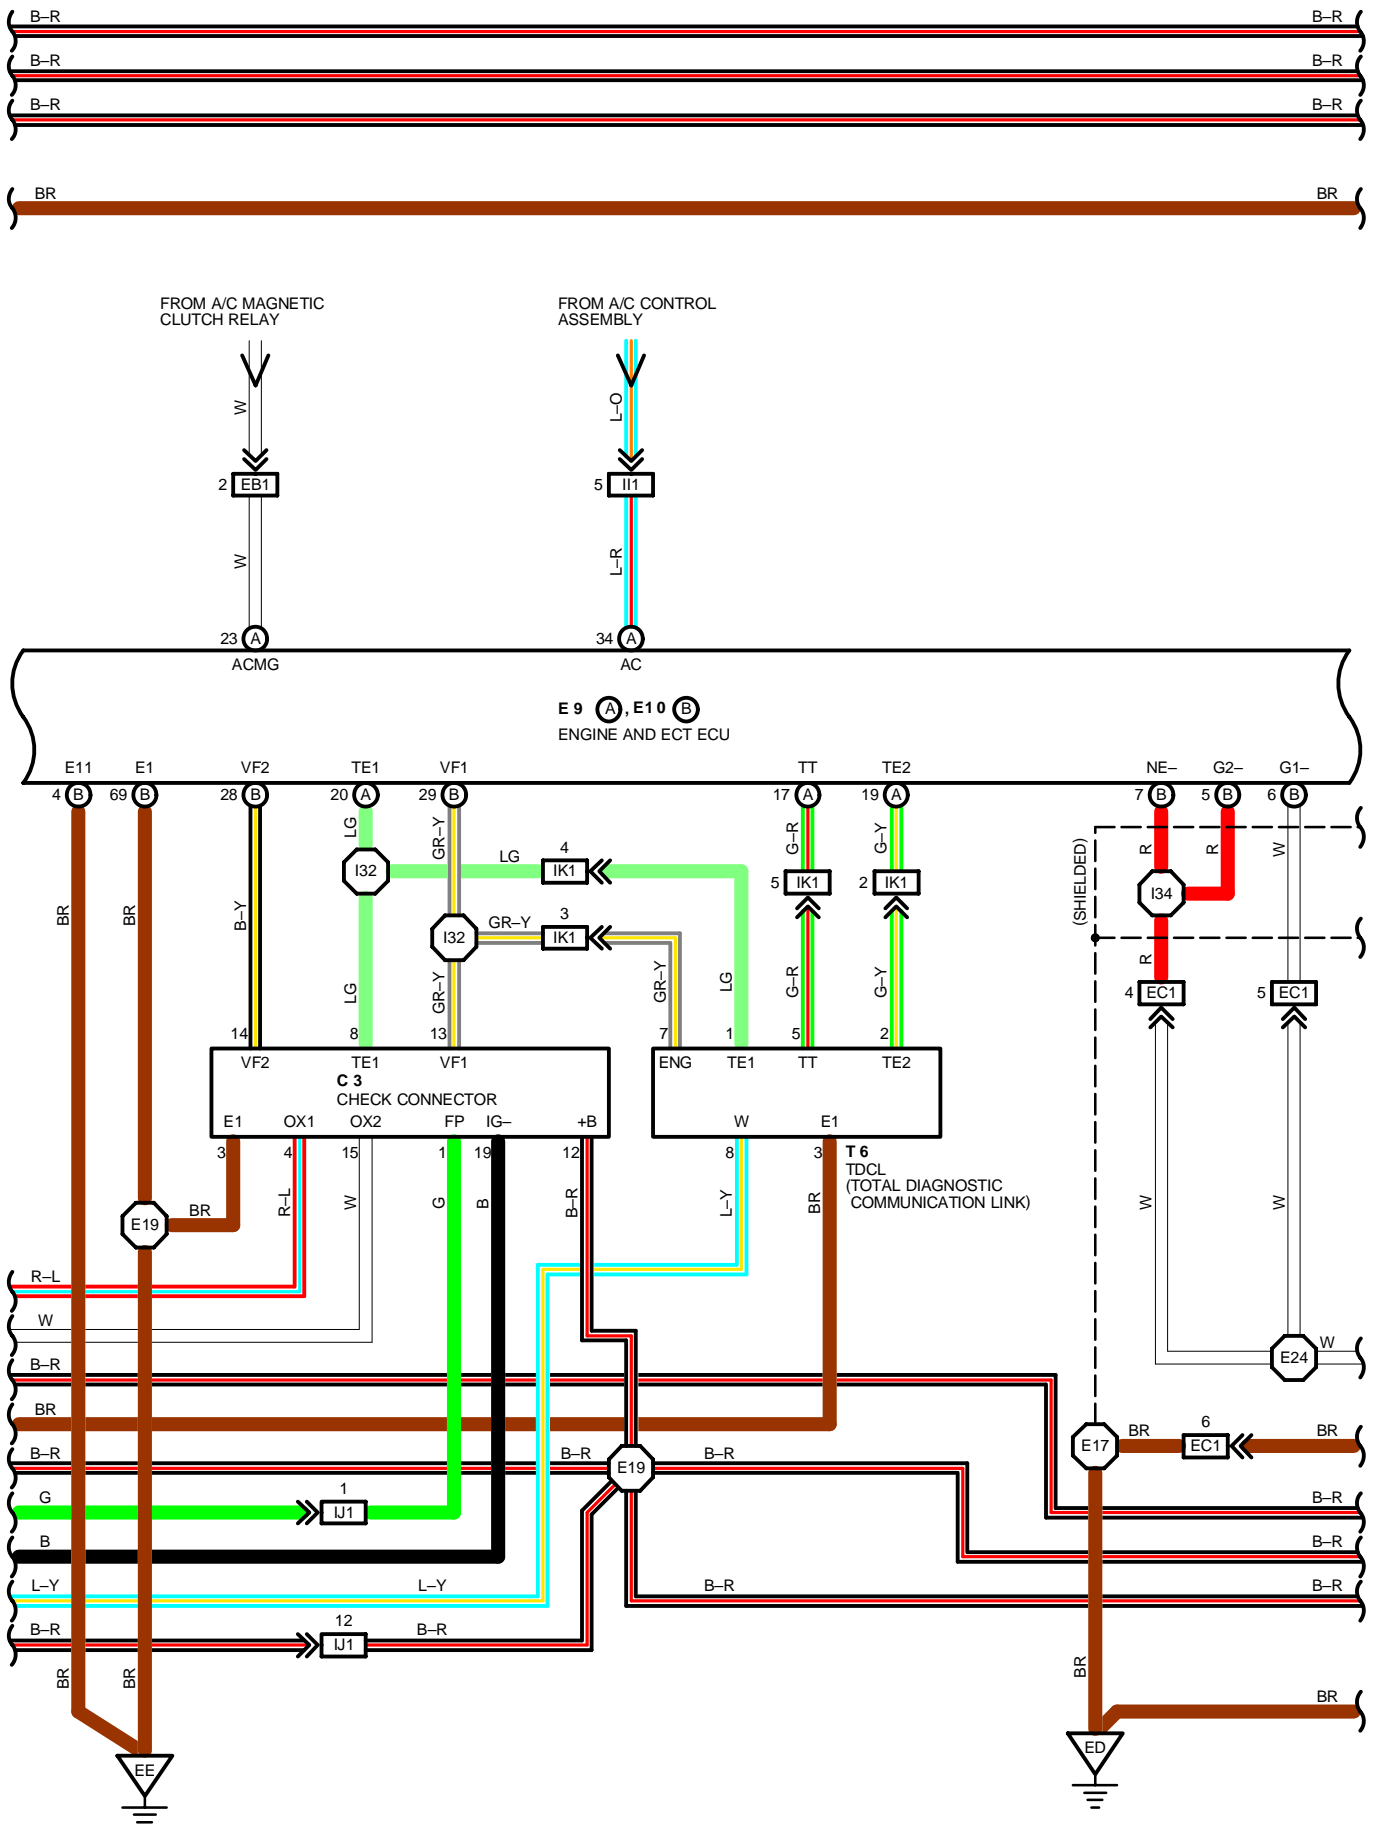 B–R B–R
B–R B–R
B–R B–R
BR BR
FROM A/C MAGNETIC
CLUTCH RELAY
FROM A/C CONTROL
ASSEMBLY
W L–O
2 EB1 5 II1
W L–R
23 A 34 A
ACMG AC
E 9 A , E10 B
ENGINE AND ECT ECU
E11 E1 VF2 TE1 VF1 TT TE2 NE– G2– G1–
4 B 69 B 28 B 20 A 29 B 17 A 19 A 7 B 5 B 6 B
LG GR–Y G–R G–Y R R W
(SHIELDED)
I32 LG 4 IK1 5 IK1 2 IK1 I34
BR BR B–Y
I32 GR–Y 3 IK1
R
LG GR–Y GR–Y LG G–R G–Y 4 EC1 5 EC1
14 8 13 7 1 5 2
VF2 TE1 VF1 ENG TE1 TT TE2
C 3
CHECK CONNECTOR
E1 OX1 OX2 FP IG– +B W E1
3 4 15 1 19 12 8 3
T 6
TDCL
(TOTAL DIAGNOSTIC
COMMUNICATION LINK)
R–L W G B B–R L–Y BR W W
E19 BR
R–L
W
E24 W
B–R
BR
E17 BR 6 EC1 BR
B–R B–R E19 B–R
G 1 IJ1 B–R
B B–R
L–Y L–Y B–R B–R
B–R 12 IJ1 B–R
BR BR BR
BR
EE ED